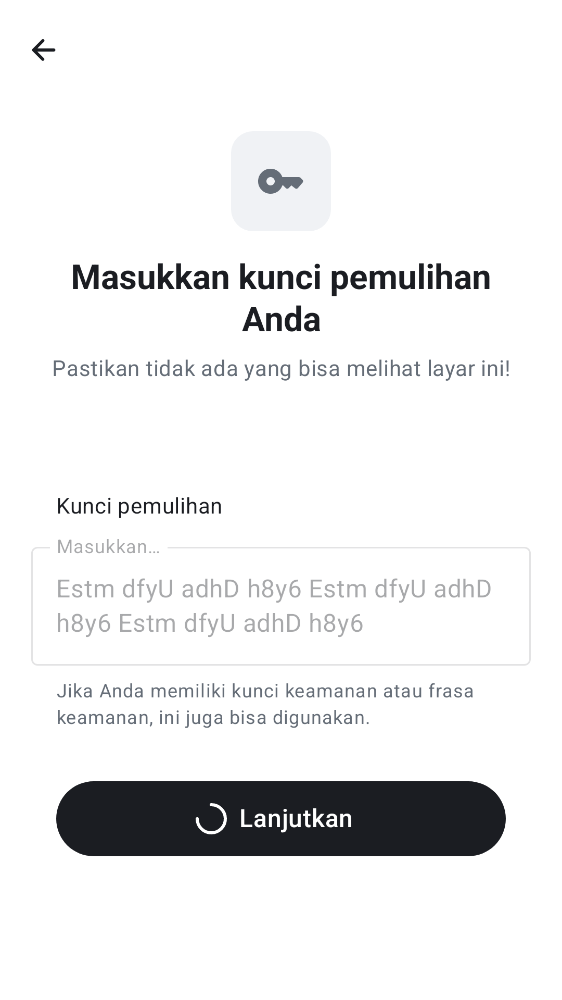 Masukkan kunci pemulihan
Anda
Pastikan tidak ada yang bisa melihat layar ini!
Kunci pemulihan
Masukkan...
Estm dfyU adhD h8y6 Estm dfyU adhD
h8y6 Estm dfyU adhD h8y6
Jika Anda memiliki kunci keamanan atau frasa
keamanan, ini juga bisa digunakan.
Lanjutkan